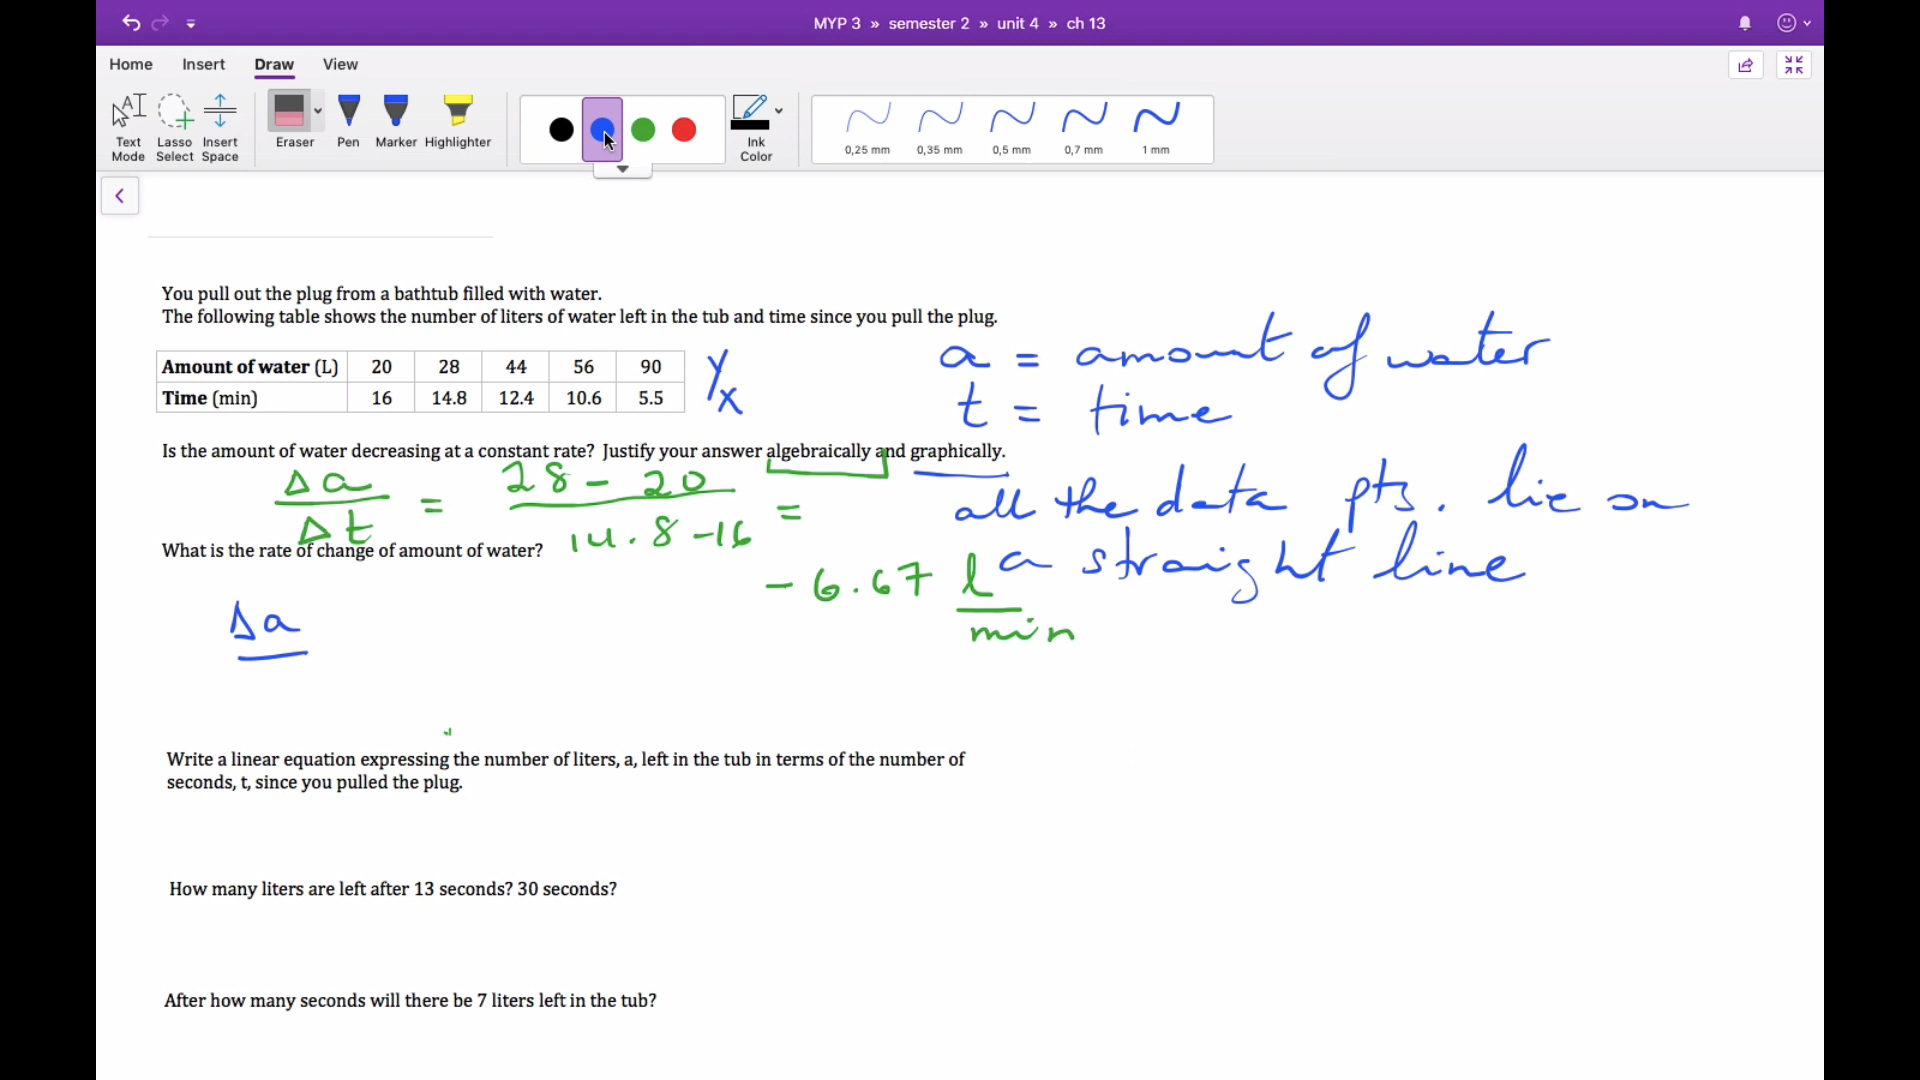 MYP 3 » semester 2 » unit 4 » ch 13
Home Insert Draw View
Text Mode
Lasso Select
Insert Space
Eraser
Pen
Marker
Highlighter
Ink Color
0,25 mm 0,35 mm 0,5 mm 0,7 mm 1 mm
You pull out the plug from a bathtub filled with water.
The following table shows the number of liters of water left in the tub and time since you pull the plug.
Amount of water (L) 20 28 44 56 90
Time (min) 16 14.8 12.4 10.6 5.5
y/x
a = amount of water
t = time
Is the amount of water decreasing at a constant rate? Justify your answer algebraically and graphically.
Δa/Δt = 28 - 20 / 14.8 - 16 =
- 6.67 l/min
all the data pts. lie on
a straight line
What is the rate of change of amount of water?
Δa
Write a linear equation expressing the number of liters, a, left in the tub in terms of the number of
seconds, t, since you pulled the plug.
How many liters are left after 13 seconds? 30 seconds?
After how many seconds will there be 7 liters left in the tub?